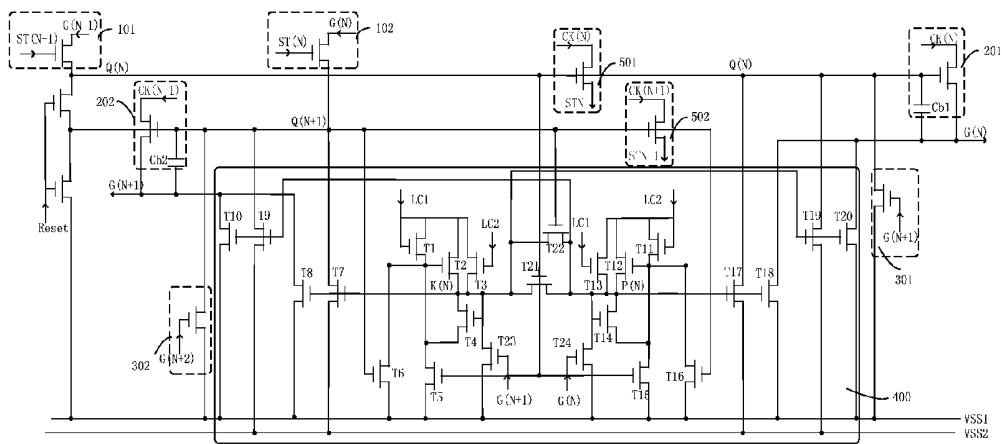 G(N-1)
101
ST(N-1)
G(N)
102
ST(N)
CK(N)
501
STN
CK(N)
201
Q(N)
Q(N)
Cb1
G(N)
CK(N-1)
202
Cb2
Q(N+1)
CK(N+1)
502
STN-1
G(N+1)
Reset
LC1
LC2
LC1
LC2
T10
T9
T1
T2
T3
T22
T11
T12
T13
T19
T20
G(N+1)
301
T8
T7
K(N)
T21
P(N)
T17
T18
T4
T23
T24
T14
302
G(N+2)
T6
T5
G(N+1)
G(N)
T15
T16
400
VSS1
VSS2